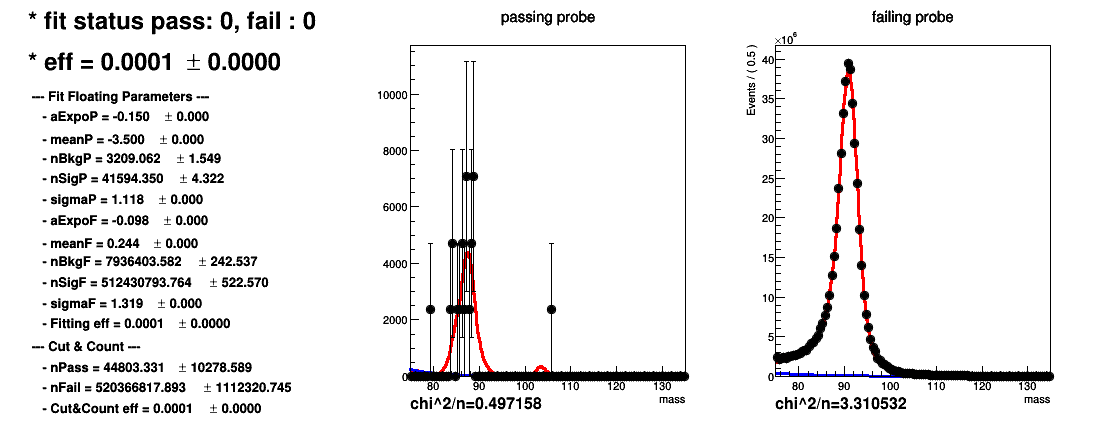 * fit status pass: 0, fail : 0
* eff = 0.0001 ± 0.0000
--- Fit Floating Parameters ---
- aExpoP = -0.150 ± 0.000
- meanP = -3.500 ± 0.000
- nBkgP = 3209.062 ± 1.549
- nSigP = 41594.350 ± 4.322
- sigmaP = 1.118 ± 0.000
- aExpoF = -0.098 ± 0.000
- meanF = 0.244 ± 0.000
- nBkgF = 7936403.582 ± 242.537
- nSigF = 512430793.764 ± 522.570
- sigmaF = 1.319 ± 0.000
- Fitting eff = 0.0001 ± 0.0000
--- Cut & Count ---
- nPass = 44803.331 ± 10278.589
- nFail = 520366817.893 ± 1112320.745
- Cut&Count eff = 0.0001 ± 0.0000
passing probe
10000
8000
6000
4000
2000
0
80 90 100 110 120 130
mass
chi^2/n=0.497158
failing probe
×10^6
Events / ( 0.5 )
40
35
30
25
20
15
10
5
0
80 90 100 110 120 130
mass
chi^2/n=3.310532